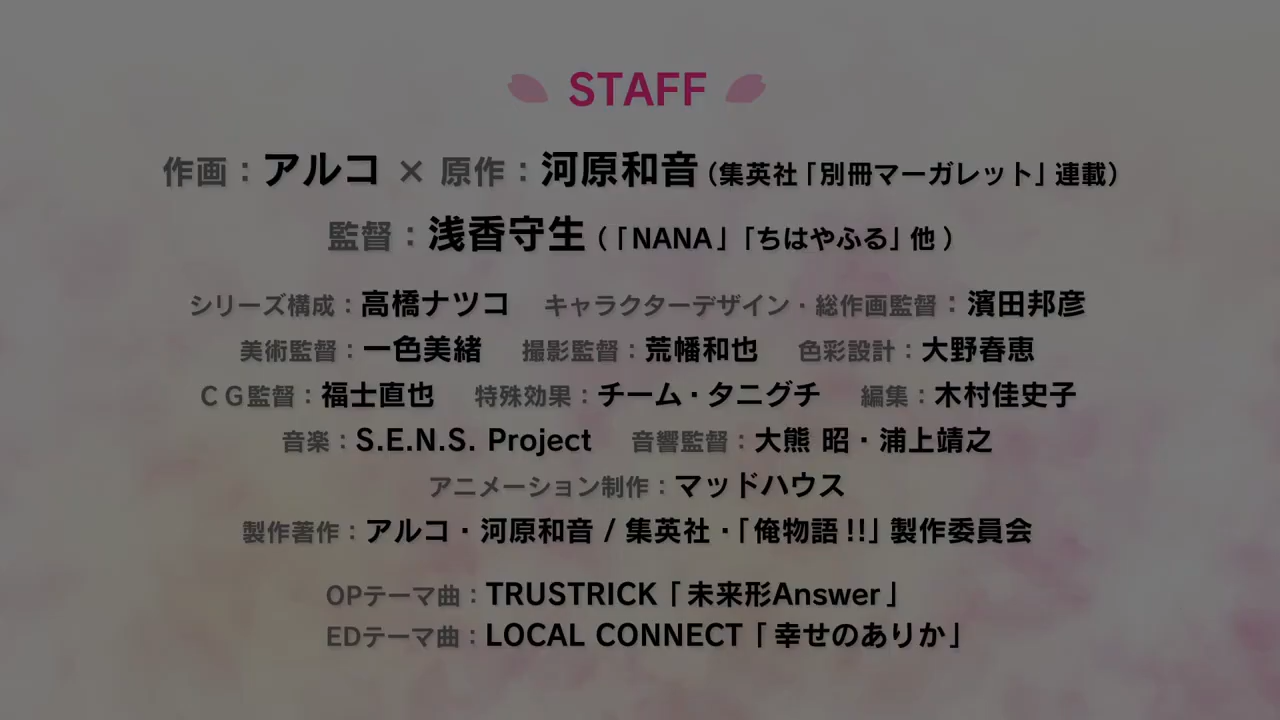 STAFF
作画：アルコ × 原作：河原和音（集英社「別冊マーガレット」連載）
監督：浅香守生（「NANA」「ちはやふる」他）
シリーズ構成：高橋ナツコ キャラクターデザイン・総作画監督：濱田邦彦
美術監督：一色美緒 撮影監督：荒幡和也 色彩設計：大野春恵
ＣＧ監督：福士直也 特殊効果：チーム・タニグチ 編集：木村佳史子
音楽：S.E.N.S. Project 音響監督：大熊 昭・浦上靖之
アニメーション制作：マッドハウス
製作著作：アルコ・河原和音 / 集英社・「俺物語!!」製作委員会
OPテーマ曲：TRUSTRICK「未来形Answer」
EDテーマ曲：LOCAL CONNECT「幸せのありか」